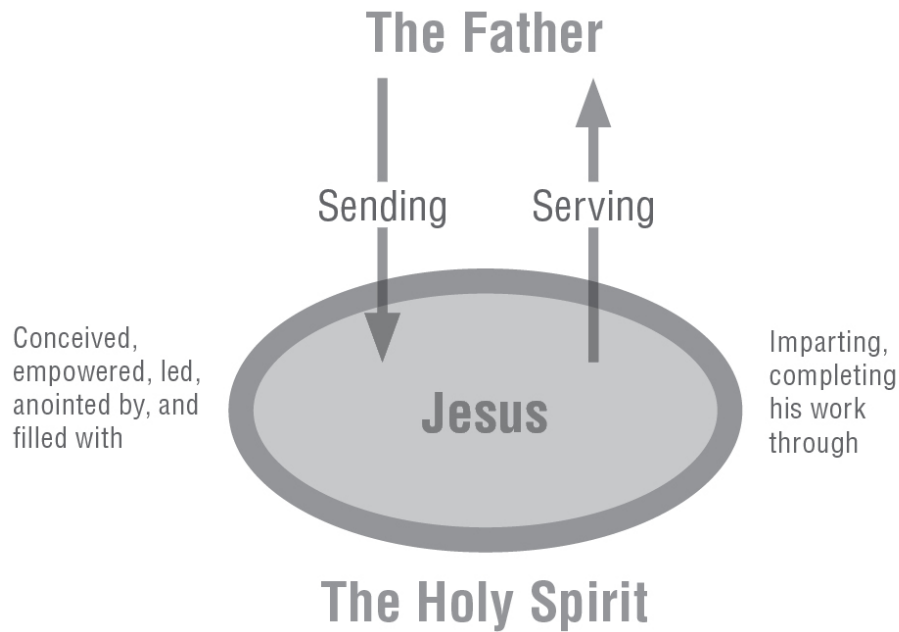 The Father
Sending
Serving
Conceived,
empowered, led,
anointed by, and
filled with
Jesus
Imparting,
completing
his work
through
The Holy Spirit